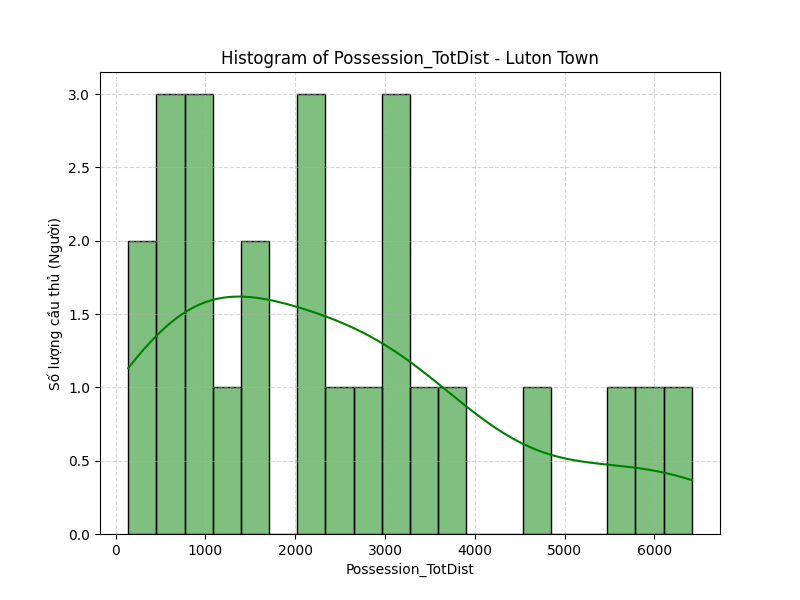 Histogram of Possession_TotDist - Luton Town
3.0
2.5
2.0
1.5
1.0
0.5
0.0
Số lượng cầu thủ (Người)
0 1000 2000 3000 4000 5000 6000
Possession_TotDist